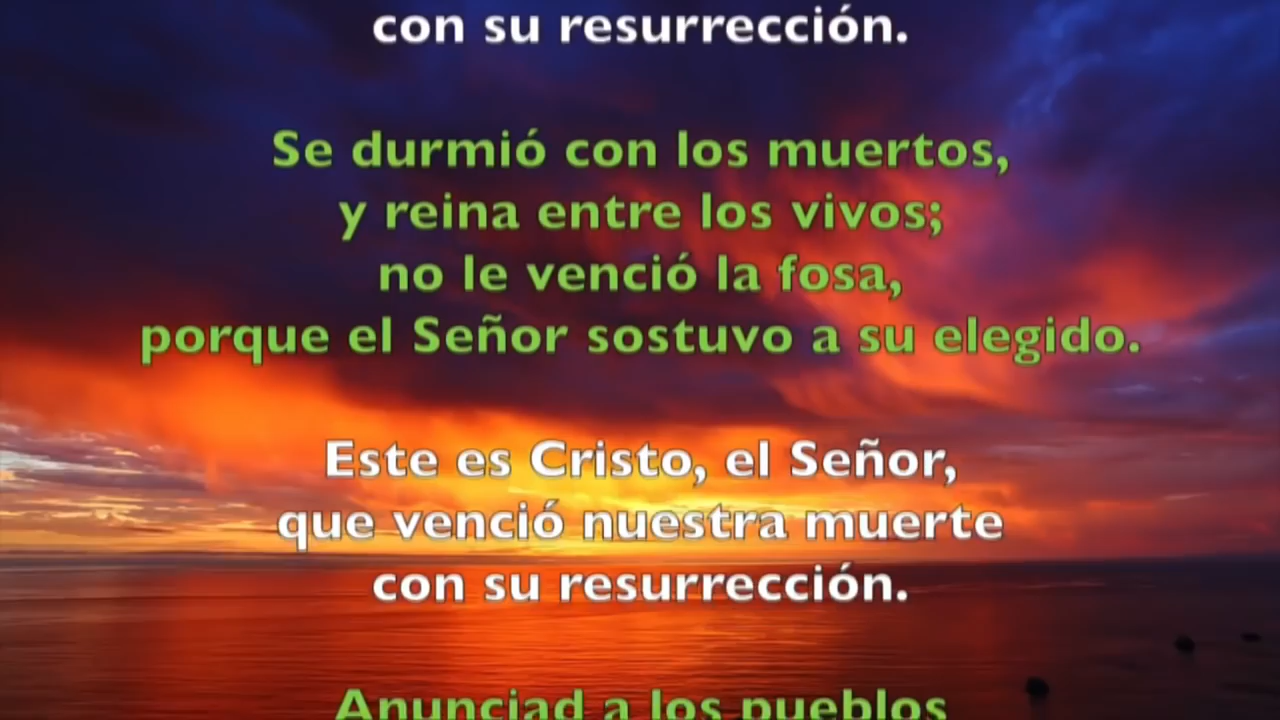 con su resurrección.
Se durmió con los muertos,
y reina entre los vivos;
no le venció la fosa,
porque el Señor sostuvo a su elegido.
Este es Cristo, el Señor,
que venció nuestra muerte
con su resurrección.
Anunciad a los pueblos